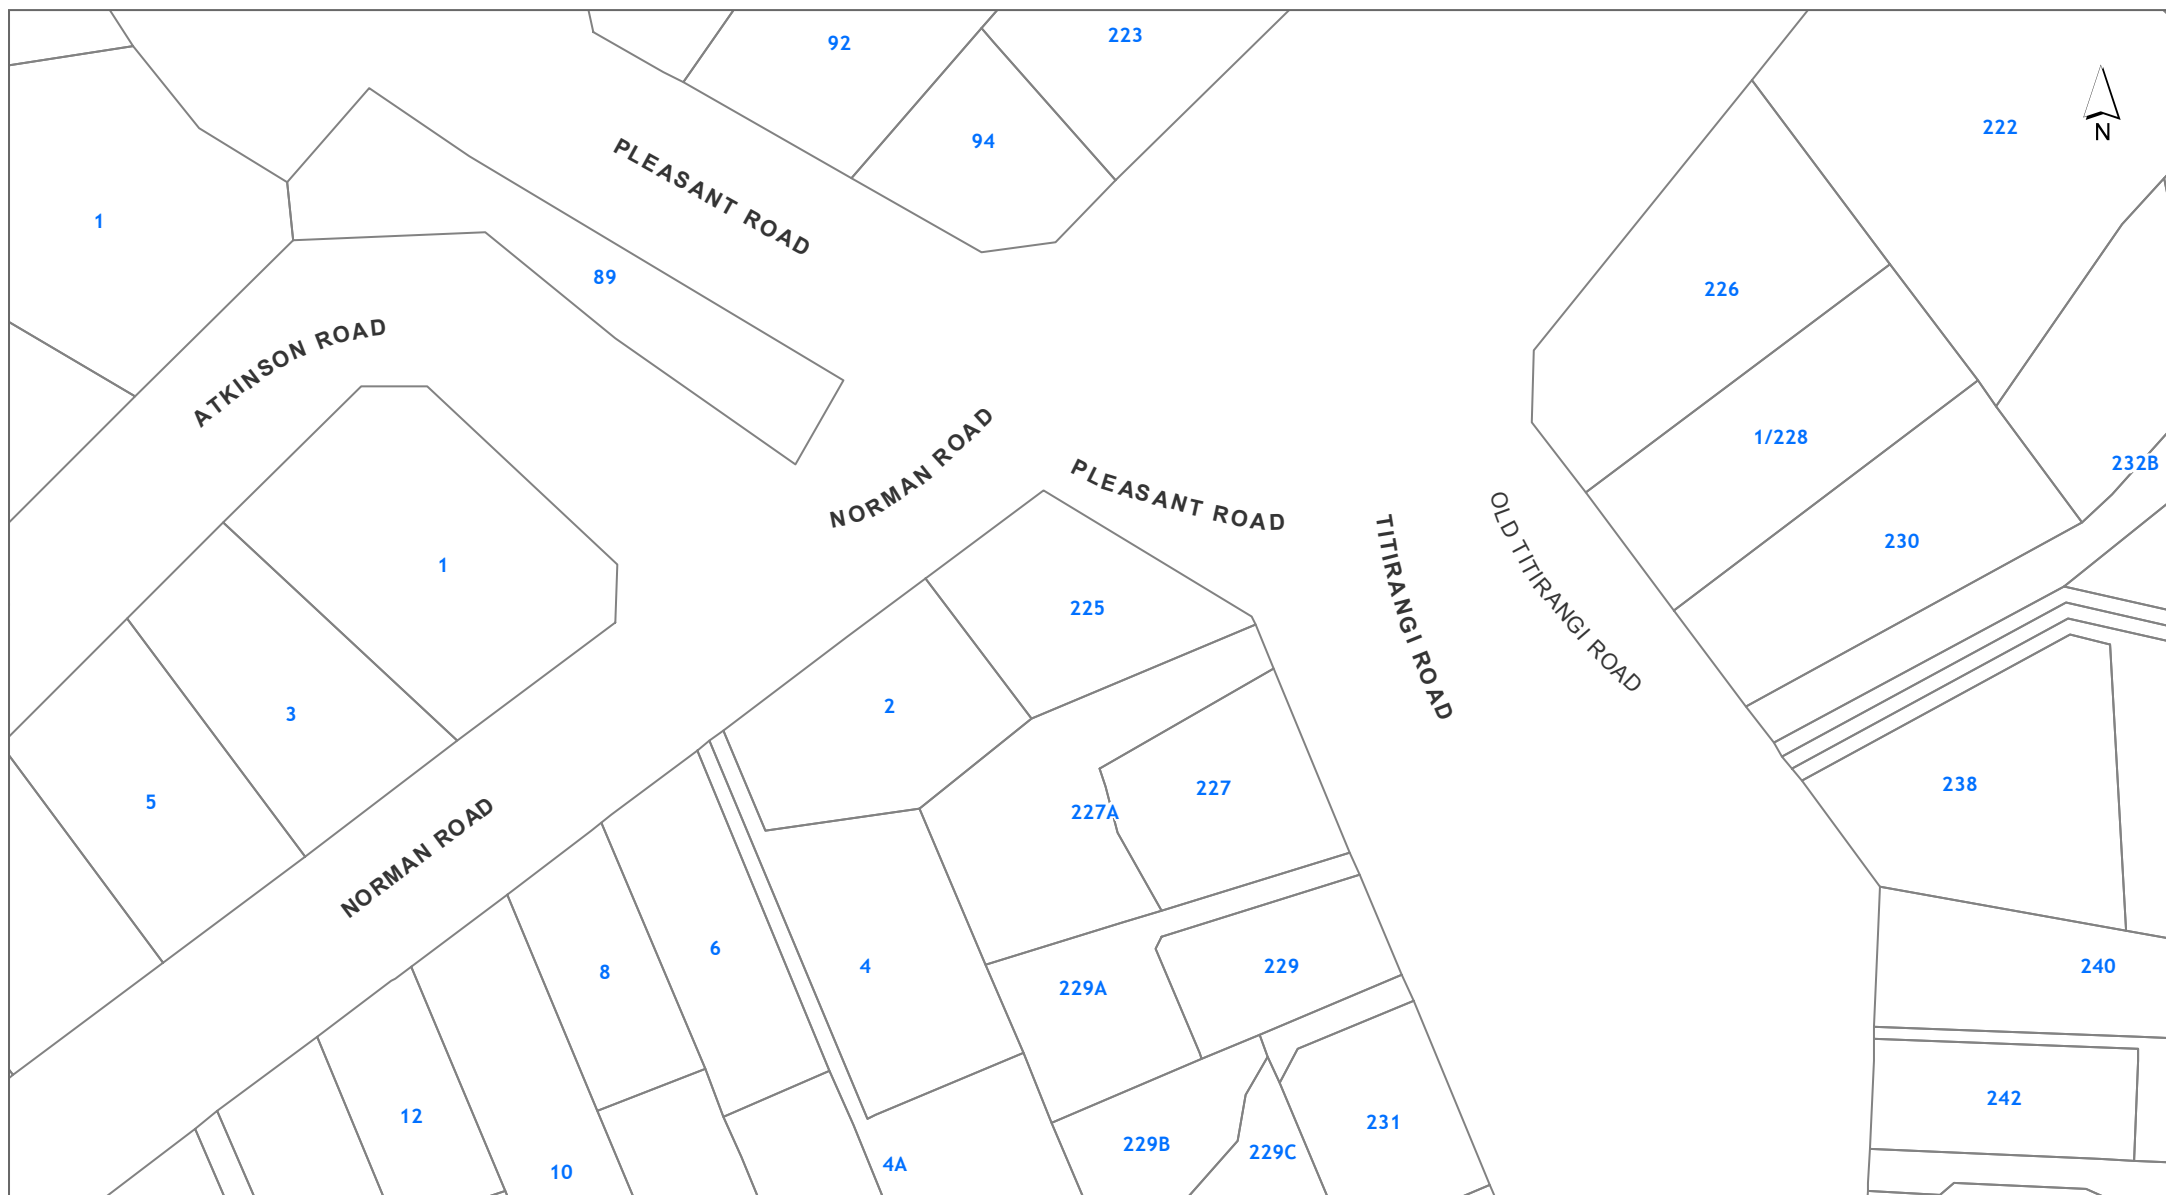 92
223
94
222
N
PLEASANT ROAD
1
89
226
ATKINSON ROAD
1/228
NORMAN ROAD
PLEASANT ROAD
232B
TITIRANGI ROAD
OLD TITIRANGI ROAD
230
1
225
3
2
5
227
227A
238
NORMAN ROAD
8
6
4
229A
229
240
12
10
4A
229B
229C
231
242